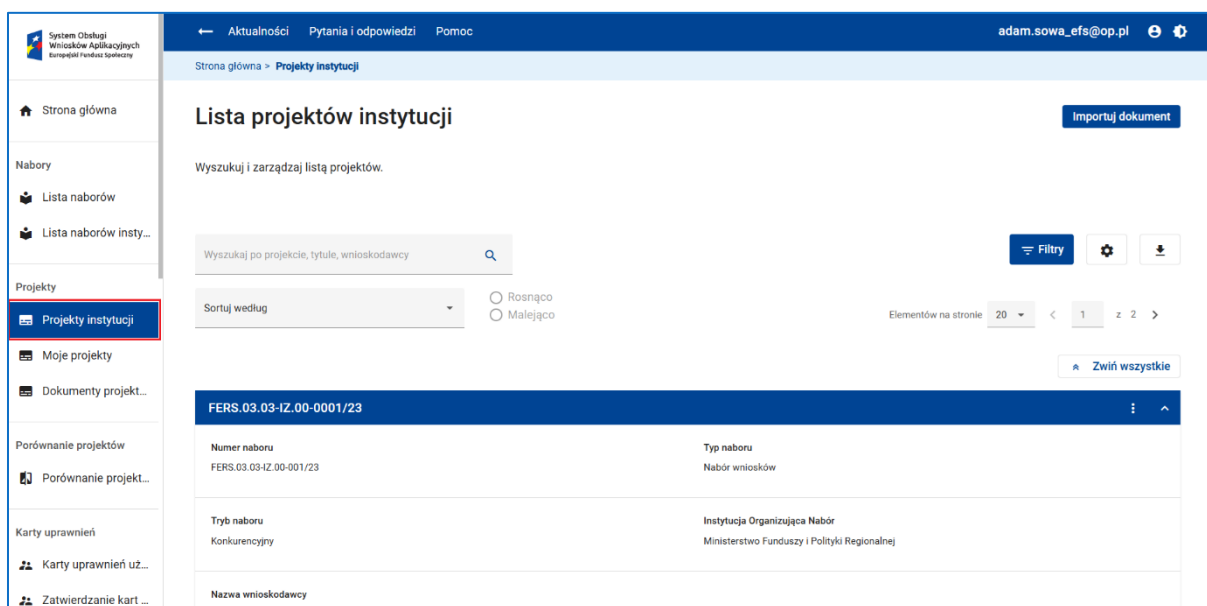 System Obsługi
Wniosków Aplikacyjnych
Europejski Fundusz Społeczny
Aktualności Pytania i odpowiedzi Pomoc
adam.sowa_efs@op.pl
Strona główna > Projekty instytucji
Strona główna
Nabory
Lista naborów
Lista naborów insty...
Projekty
Projekty instytucji
Moje projekty
Dokumenty projekt...
Porównanie projektów
Porównanie projekt...
Karty uprawnień
Karty uprawnień uż...
Zatwierdzanie kart ...
Lista projektów instytucji
Importuj dokument
Wyszukuj i zarządzaj listą projektów.
Wyszukaj po projekcie, tytule, wnioskodawcy
Filtry
Sortuj według
Rosnąco
Malejąco
Elementów na stronie 20 < 1 z 2 >
Zwiń wszystkie
FERS.03.03-IZ.00-0001/23
Numer naboru
FERS.03.03-IZ.00-001/23
Typ naboru
Nabór wniosków
Tryb naboru
Konkurencyjny
Instytucja Organizująca Nabór
Ministerstwo Funduszy i Polityki Regionalnej
Nazwa wnioskodawcy